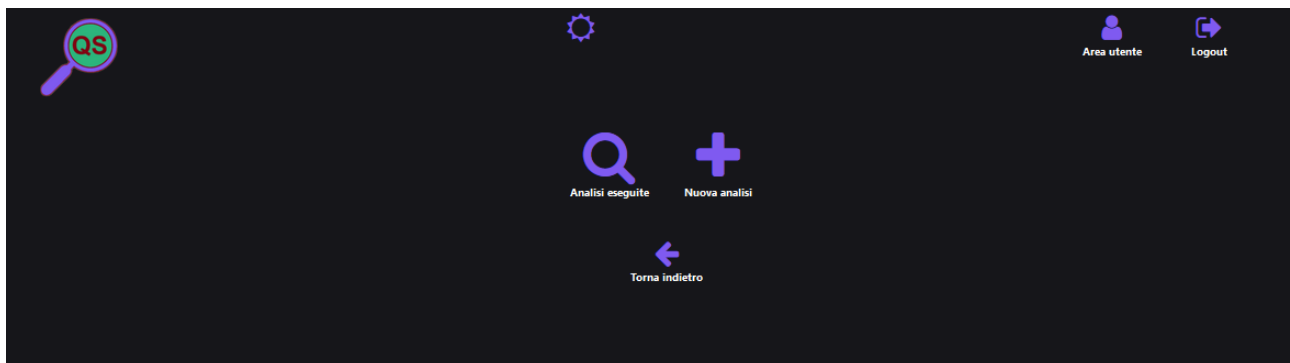 QS
Area utente
Logout
Analisi eseguite
Nuova analisi
Torna indietro